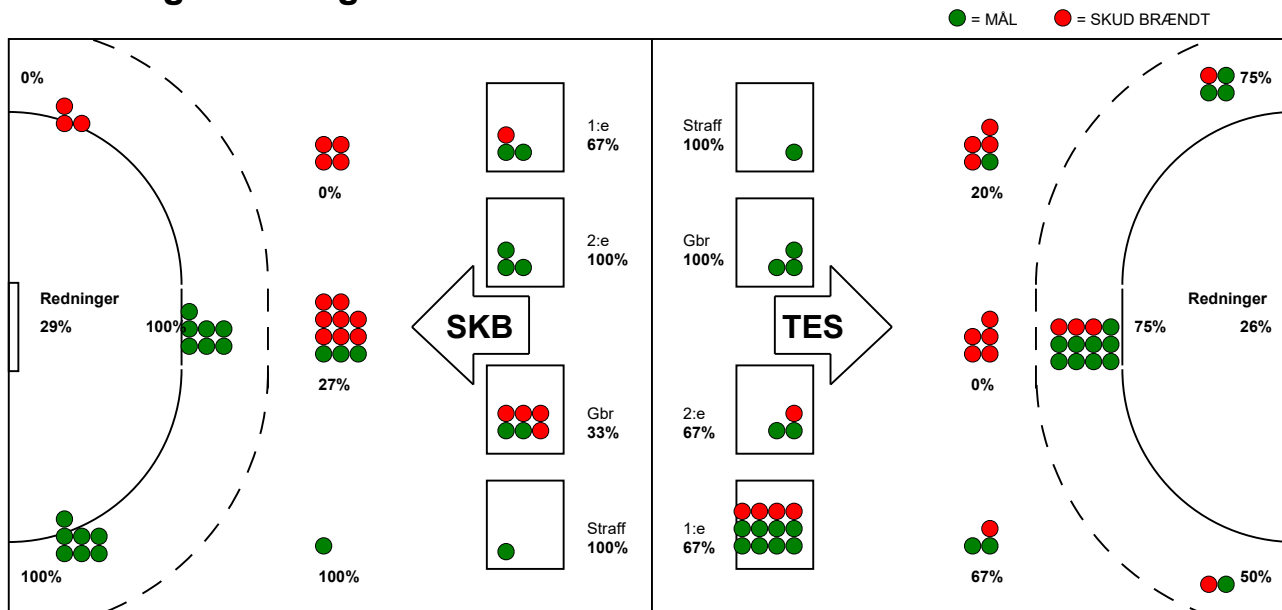 = MÅL = SKUD BRÆNDT
0%
75%
1:e
67%
Straff
100%
0%
20%
2:e
100%
Gbr
100%
Redninger
29%
100%
SKB
TES
75%
Redninger
26%
27%
0%
Gbr
33%
2:e
67%
Straff
100%
1:e
67%
100%
100%
67%
50%